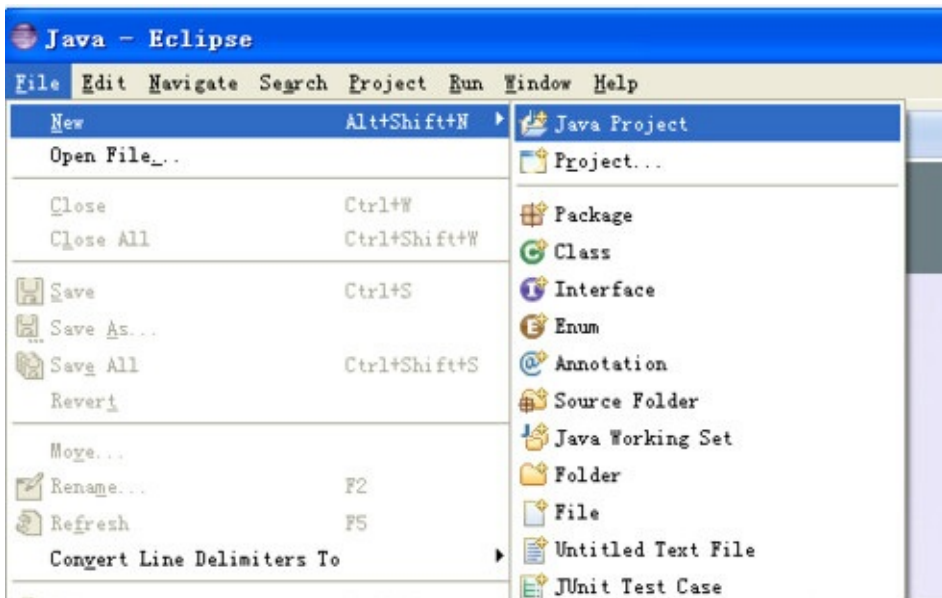 Java - Eclipse
File Edit Navigate Search Project Run Window Help
New Alt+Shift+N
Open File...
Close Ctrl+W
Close All Ctrl+Shift+W
Save Ctrl+S
Save As...
Save All Ctrl+Shift+S
Revert
Move...
Rename... F2
Refresh F5
Convert Line Delimiters To
Java Project
Project...
Package
Class
Interface
Enum
Annotation
Source Folder
Java Working Set
Folder
File
Untitled Text File
JUnit Test Case